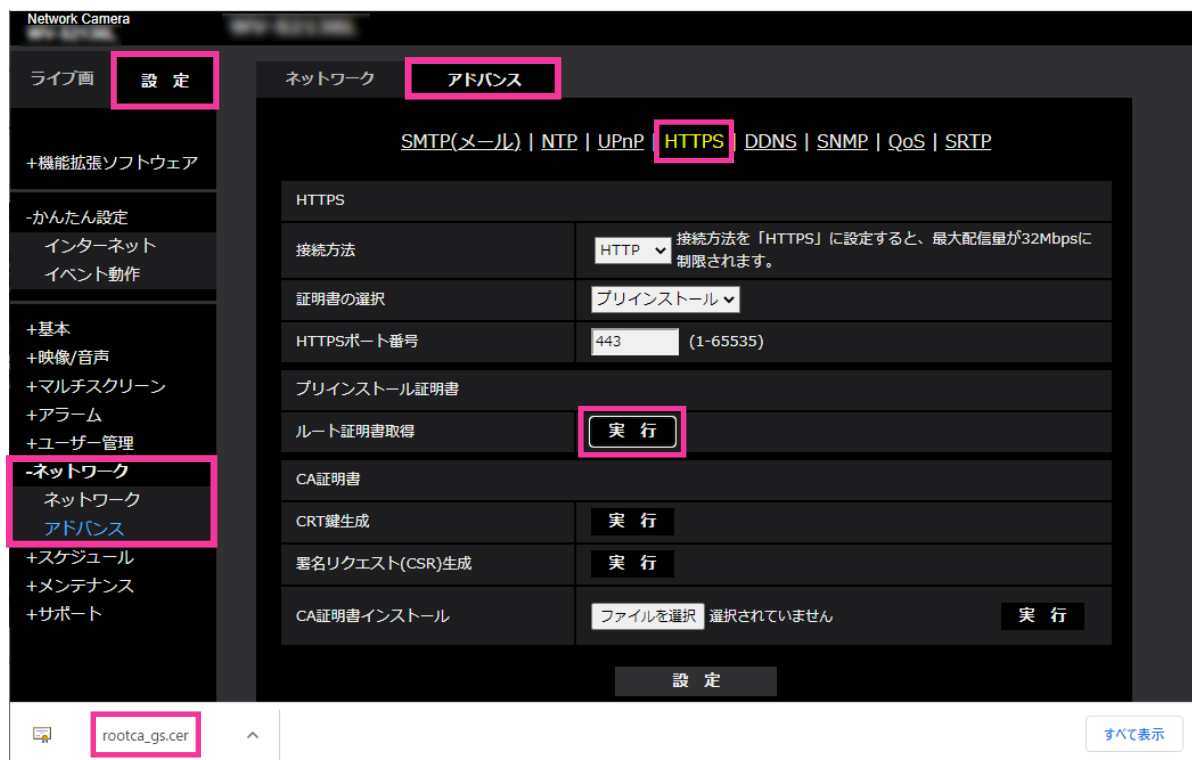 Network Camera
ライブ画
設 定
+機能拡張ソフトウェア
-かんたん設定
インターネット
イベント動作
+基本
+映像/音声
+マルチスクリーン
+アラーム
+ユーザー管理
-ネットワーク
ネットワーク
アドバンス
+スケジュール
+メンテナンス
+サポート
ネットワーク
アドバンス
SMTP(メール) | NTP | UPnP | HTTPS | DDNS | SNMP | QoS | SRTP
HTTPS
接続方法
HTTP
接続方法を「HTTPS」に設定すると、最大配信量が32Mbpsに
制限されます。
証明書の選択
プリインストール
HTTPSポート番号
443
(1-65535)
プリインストール証明書
ルート証明書取得
実 行
CA証明書
CRT鍵生成
実 行
署名リクエスト(CSR)生成
実 行
CA証明書インストール
ファイルを選択
選択されていません
実 行
設 定
rootca_gs.cer
すべて表示